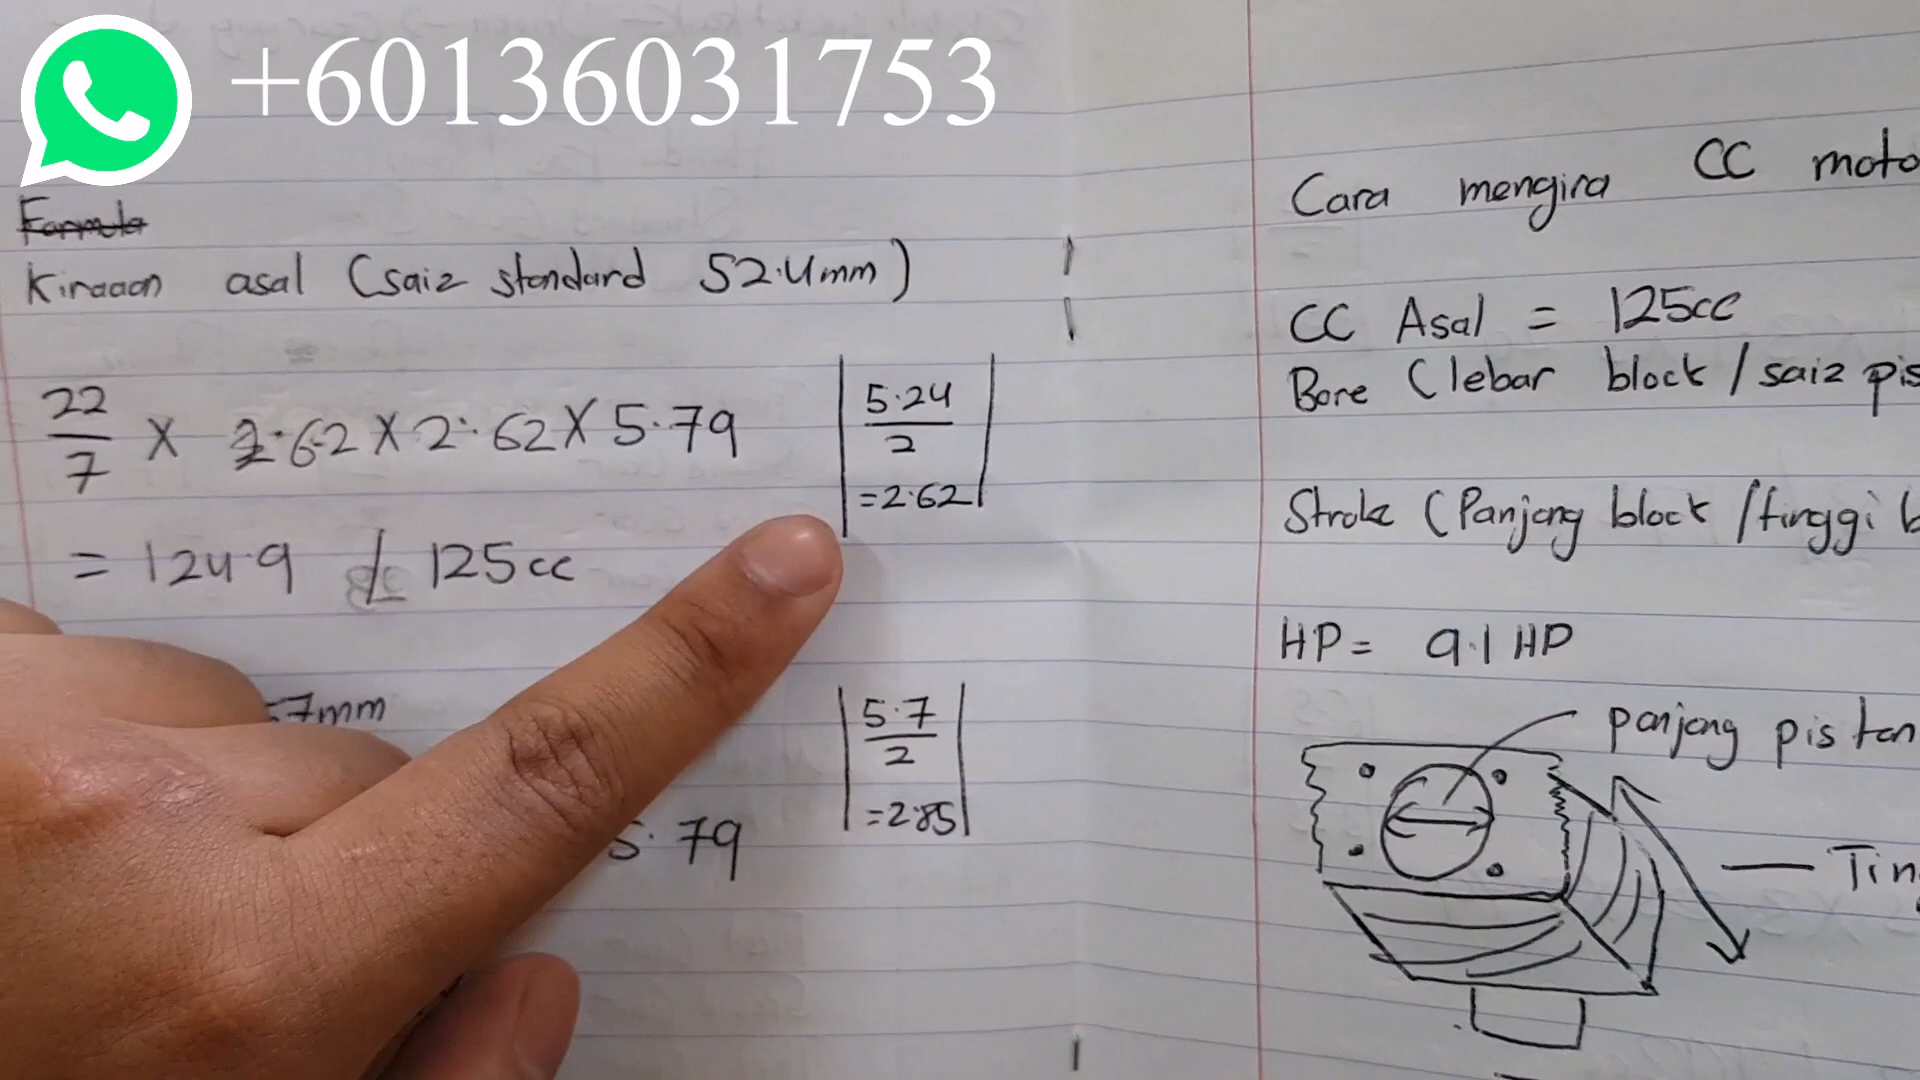 +60136031753
Formula
Kiraaan asal (saiz standard 52.4mm)
22
7
x 2.62 x 2.62 x 5.79
5.24
2
=2.62
= 124.9 / 125cc
57mm
5.7
2
=2.85
5.79
Cara mengira CC moto
CC Asal = 125cc
Bore (lebar block / saiz pis
Stroke (Panjang block / tinggi b
HP = 9.1 HP
Panjang piston
Tin